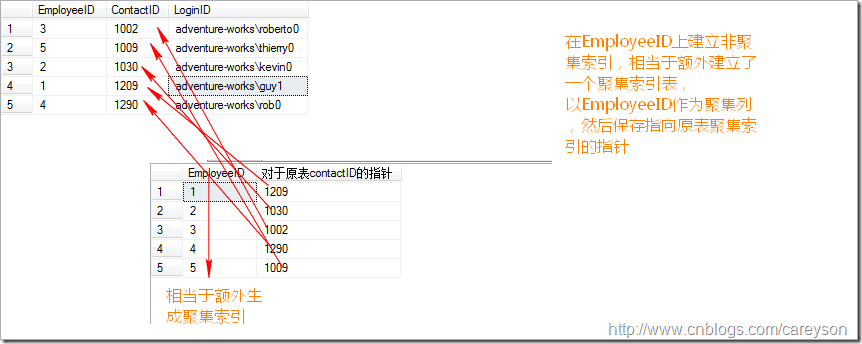 EmployeeID ContactID LoginID
1 3 1002 adventure-works\roberto0
2 5 1009 adventure-works\thierry0
3 2 1030 adventure-works\kevin0
4 1 1209 adventure-works\guy1
5 4 1290 adventure-works\rob0
在EmployeeID上建立非聚
集索引，相当于额外建立了
一个聚集索引表，
以EmployeeID作为聚集列
，然后保存指向原表聚集索
引的指针
EmployeeID 对于原表contactID的指针
1 1 1209
2 2 1030
3 3 1002
4 4 1290
5 5 1009
相当于额外生
成聚集索引
http://www.cnblogs.com/careyson